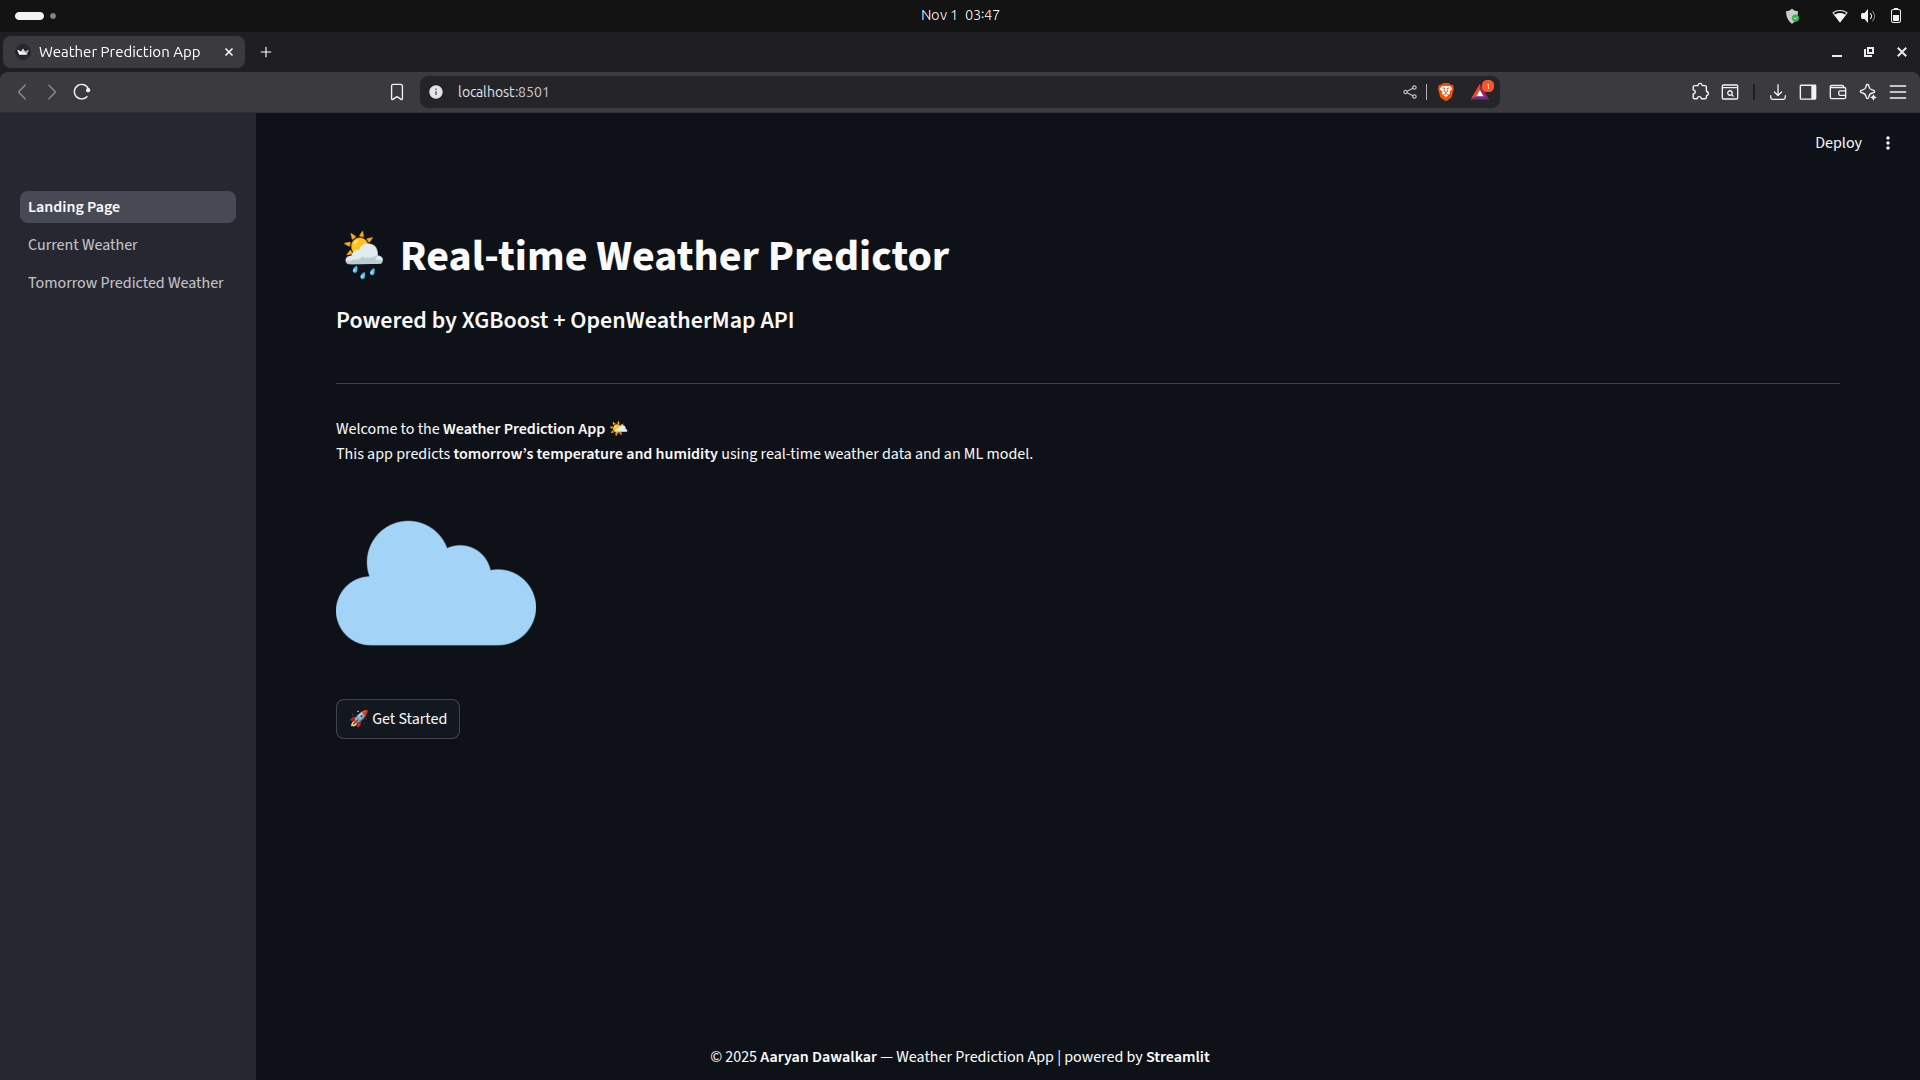 Nov 1 03:47
Weather Prediction App
localhost:8501
1
Deploy
Landing Page
Current Weather
Tomorrow Predicted Weather
🌦️ Real-time Weather Predictor
Powered by XGBoost + OpenWeatherMap API
Welcome to the Weather Prediction App 🌤️
This app predicts tomorrow’s temperature and humidity using real-time weather data and an ML model.
🚀 Get Started
© 2025 Aaryan Dawalkar — Weather Prediction App | powered by Streamlit